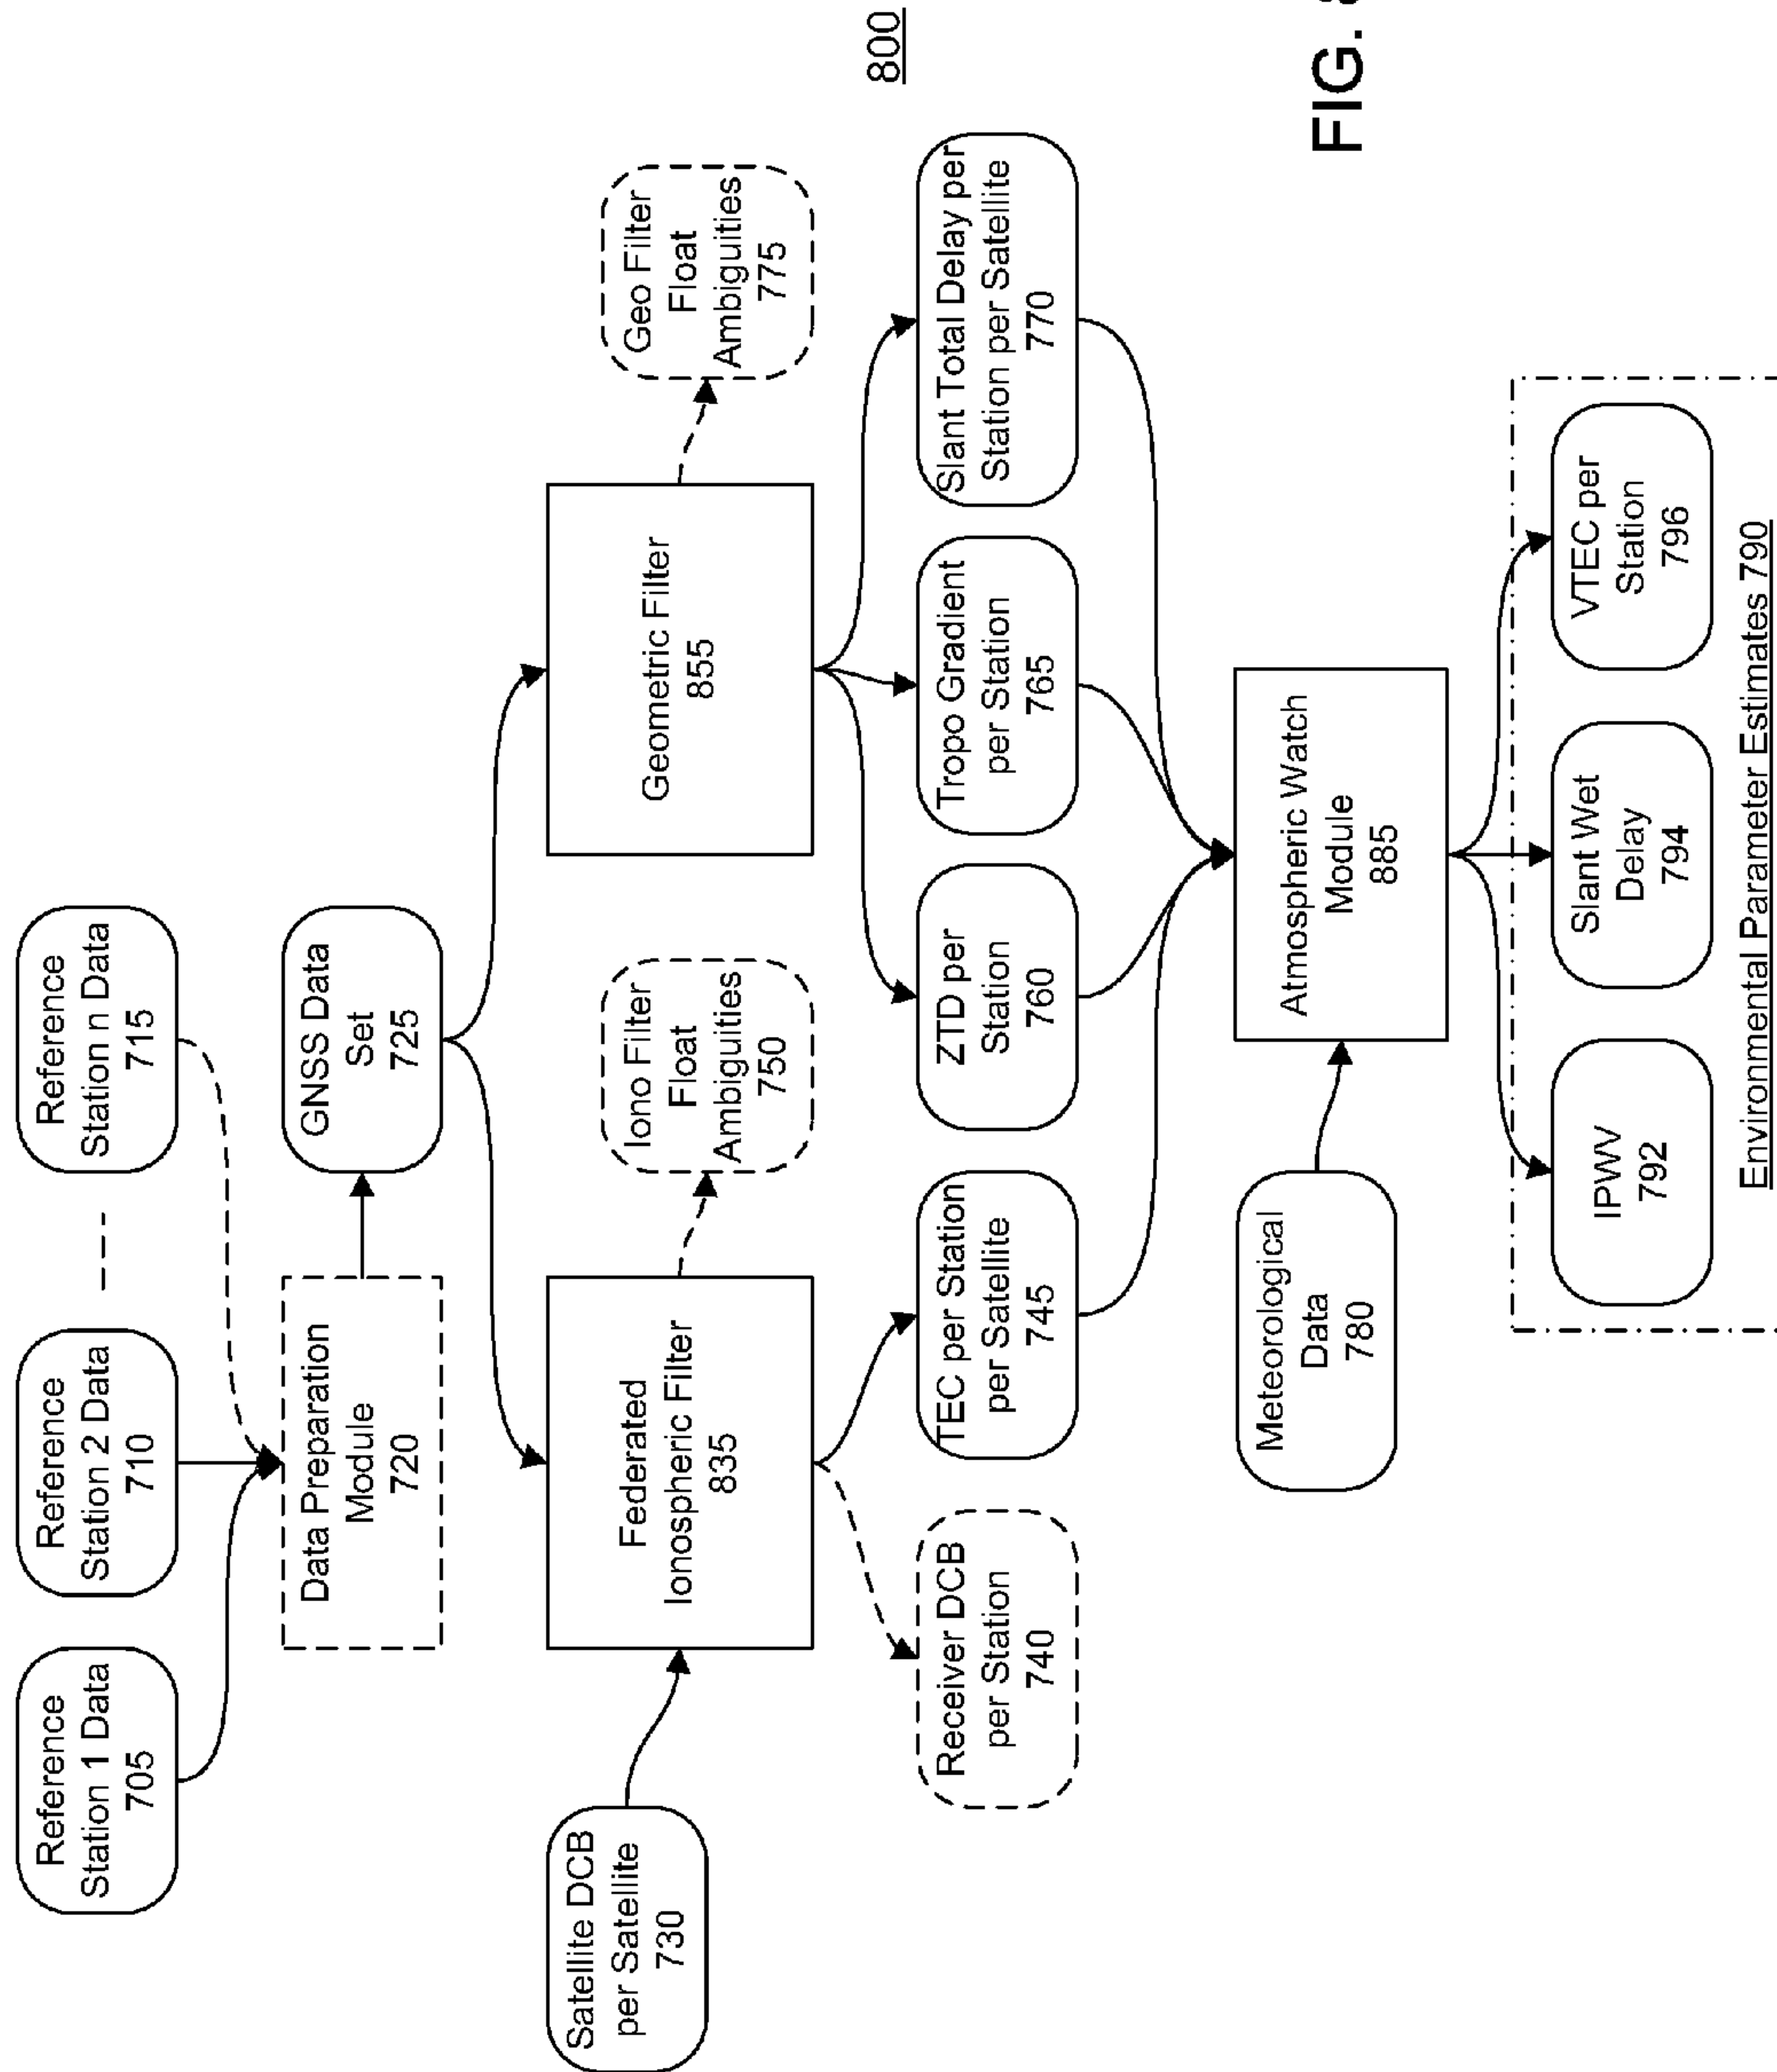 Reference
Station 1 Data
705
Reference
Station 2 Data
710
Reference
Station n Data
715
Data Preparation
Module
720
GNSS Data
Set
725
Satellite DCB
per Satellite
730
Federated
Ionospheric Filter
835
Iono Filter
Float
Ambiguities
750
Geometric Filter
855
Geo Filter
Float
Ambiguities
775
800
Receiver DCB
per Station
740
TEC per Station
per Satellite
745
ZTD per
Station
760
Tropo Gradient
per Station
765
Slant Total Delay per
Station per Satellite
770
Meteorological
Data
780
Atmospheric Watch
Module
885
FIG.
IPWV
792
Slant Wet
Delay
794
VTEC per
Station
796
Environmental Parameter Estimates 790